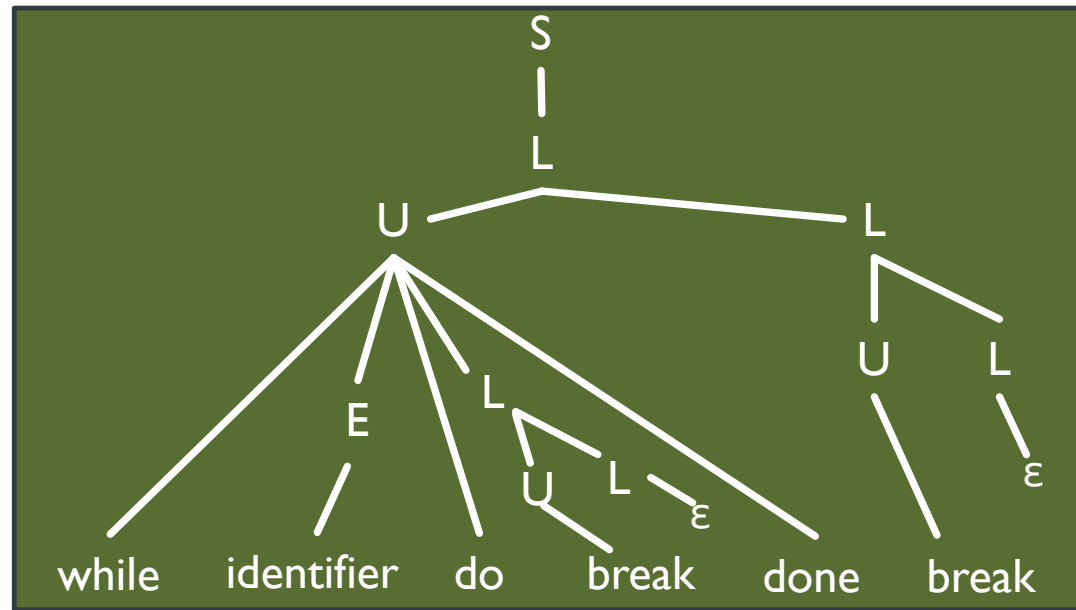 S
L
U L
U L
E L
U L ε ε
while identifier do break done break